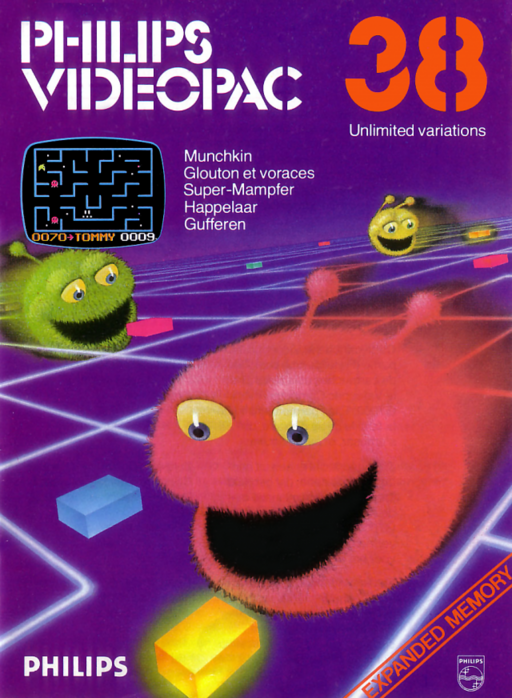 PHILIPS
VIDEOPAC
38
Unlimited variations
Munchkin
Glouton et voraces
Super-Mampfer
Happelaar
Gufferen
0070→TOMMY 0009
EXPANDED MEMORY
PHILIPS
PHILIPS